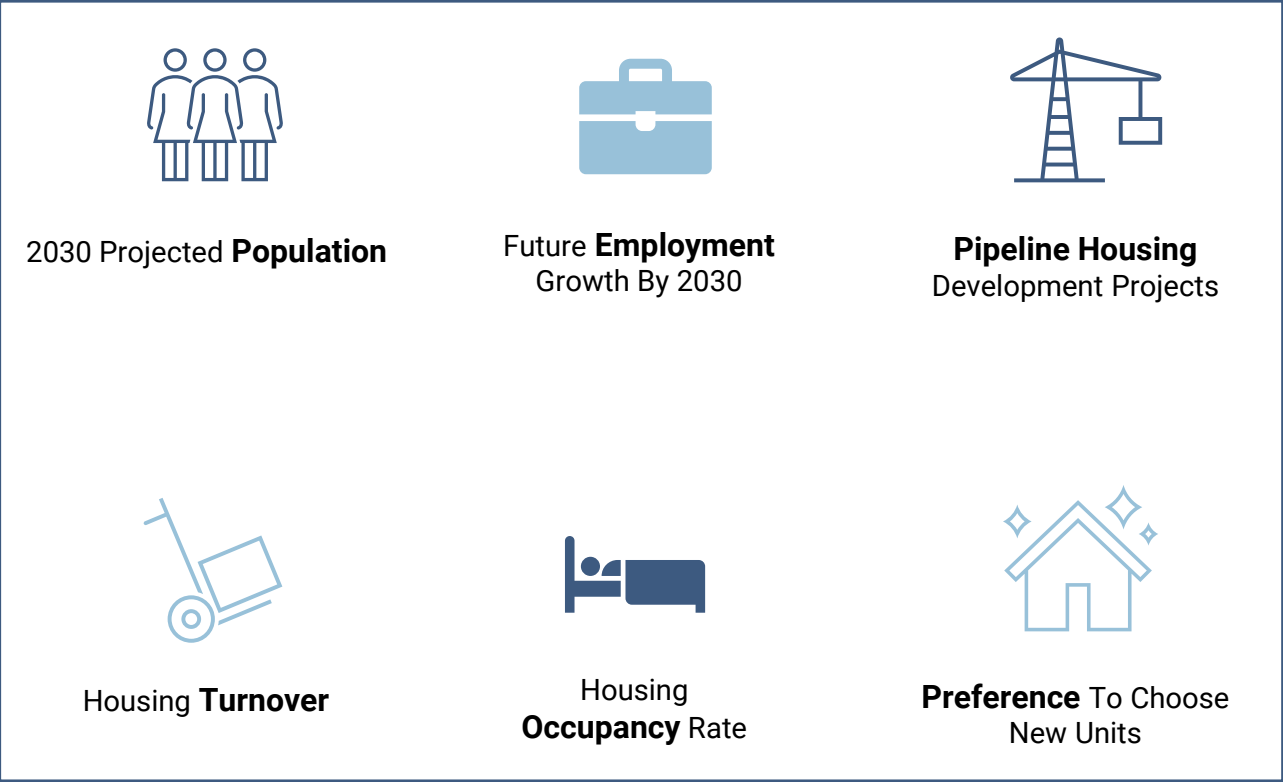 2030 Projected Population
Future Employment
Growth By 2030
Pipeline Housing
Development Projects
Housing Turnover
Housing
Occupancy Rate
Preference To Choose
New Units